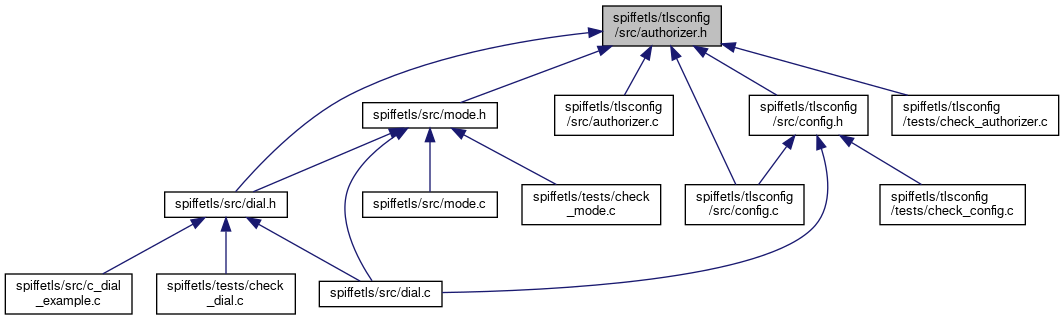 spiffetls/tlsconfig
/src/authorizer.h
spiffetls/src/mode.h
spiffetls/tlsconfig
/src/authorizer.c
spiffetls/tlsconfig
/src/config.h
spiffetls/tlsconfig
/tests/check_authorizer.c
spiffetls/src/dial.h
spiffetls/src/mode.c
spiffetls/tests/check
_mode.c
spiffetls/tlsconfig
/src/config.c
spiffetls/tlsconfig
/tests/check_config.c
spiffetls/src/c_dial
_example.c
spiffetls/tests/check
_dial.c
spiffetls/src/dial.c